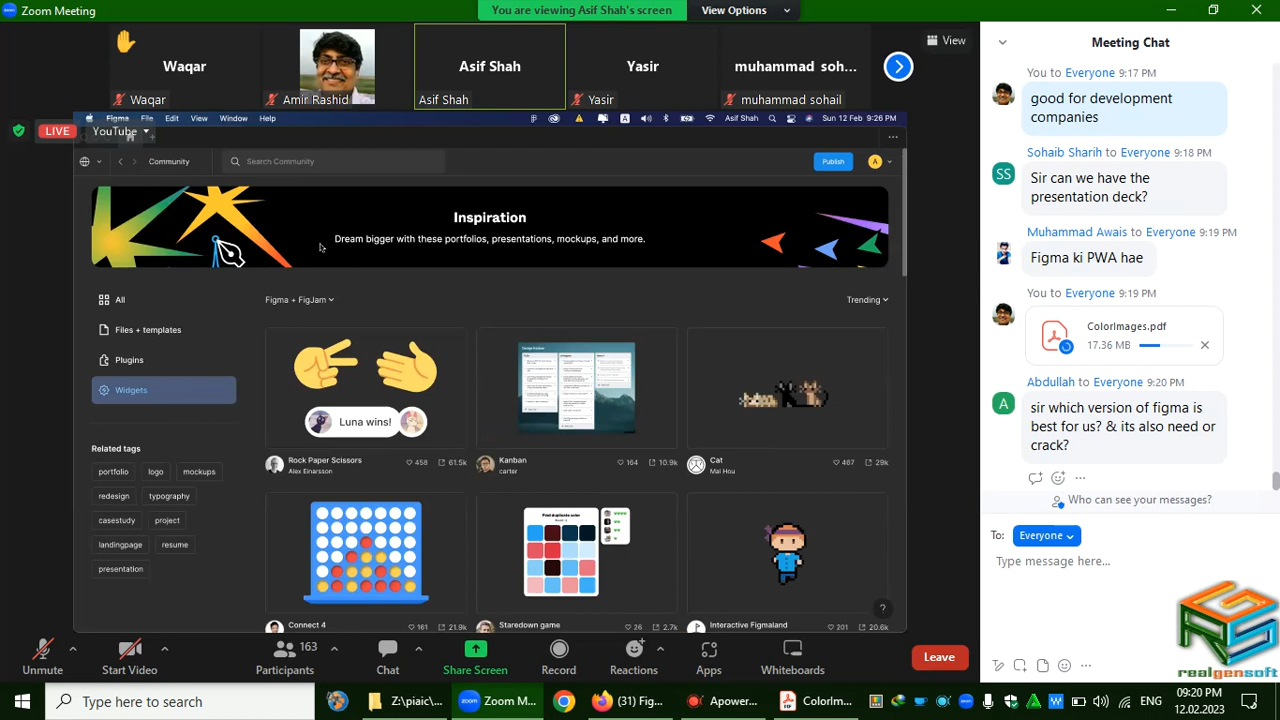 Zoom Meeting
You are viewing Asif Shah's screen
View Options
Waqar
Asif Shah
Yasir
muhammad soh...
View
Waqar
Amir Rashid
Asif Shah
Yasir
muhammad sohail
Figma File Edit View Window Help
Asif Shah Sun 12 Feb 9:26 PM
LIVE YouTube
Community
Search Community
Publish
A
Inspiration
Dream bigger with these portfolios, presentations, mockups, and more.
All
Files + templates
Plugins
Widgets
Related tags
portfolio logo mockups
redesign typography
casestudy project
landingpage resume
presentation
Figma + FigJam
Trending
Luna wins!
Rock Paper Scissors
Alex Einarsson
458 61.5k
Kanban
carter
164 10.9k
Cat
Mai Hou
467 29k
Find duplicate color
Connect 4
161 21.9k
Staredown game
26 2.7k
Interactive Figmaland
201 20.6k
?
Meeting Chat
You to Everyone 9:17 PM
good for development
companies
Sohaib Sharih to Everyone 9:18 PM
SS
Sir can we have the
presentation deck?
Muhammad Awais to Everyone 9:19 PM
Figma ki PWA hae
You to Everyone 9:19 PM
ColorImages.pdf
17.36 MB
Abdullah to Everyone 9:20 PM
A
sir which version of figma is
best for us? & its also need or
crack?
Who can see your messages?
To: Everyone
Type message here...
realgensoft
Unmute
Start Video
163
Participants
Chat
Share Screen
Record
Reactions
Apps
Whiteboards
Leave
Type here to search
Z:\piaic\...
Zoom M...
(31) Fig...
Apower...
ColorIm...
ENG
09:20 PM
12.02.2023